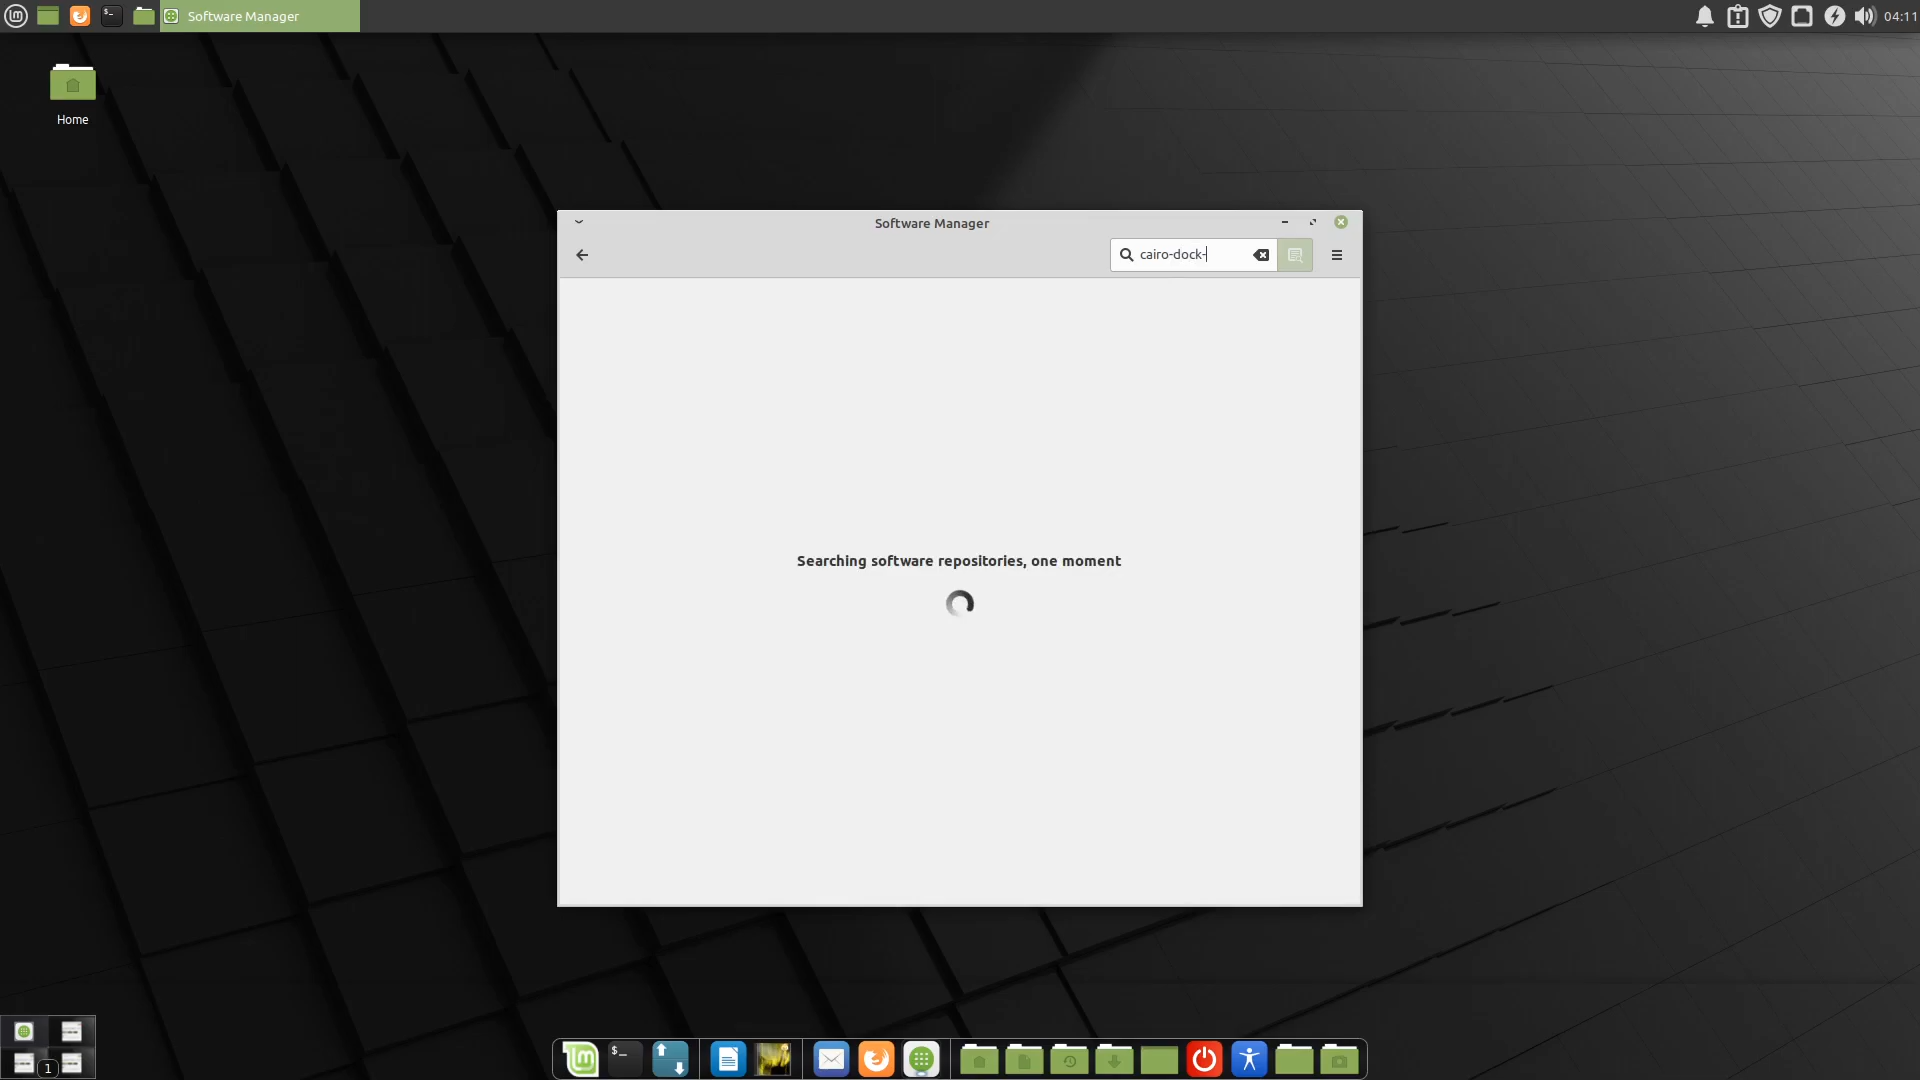 Software Manager
04:11
Home
Software Manager
cairo-dock-
Searching software repositories, one moment
$_
1
$_